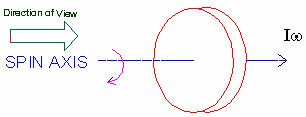 Direction of View
SPIN AXIS
Iω